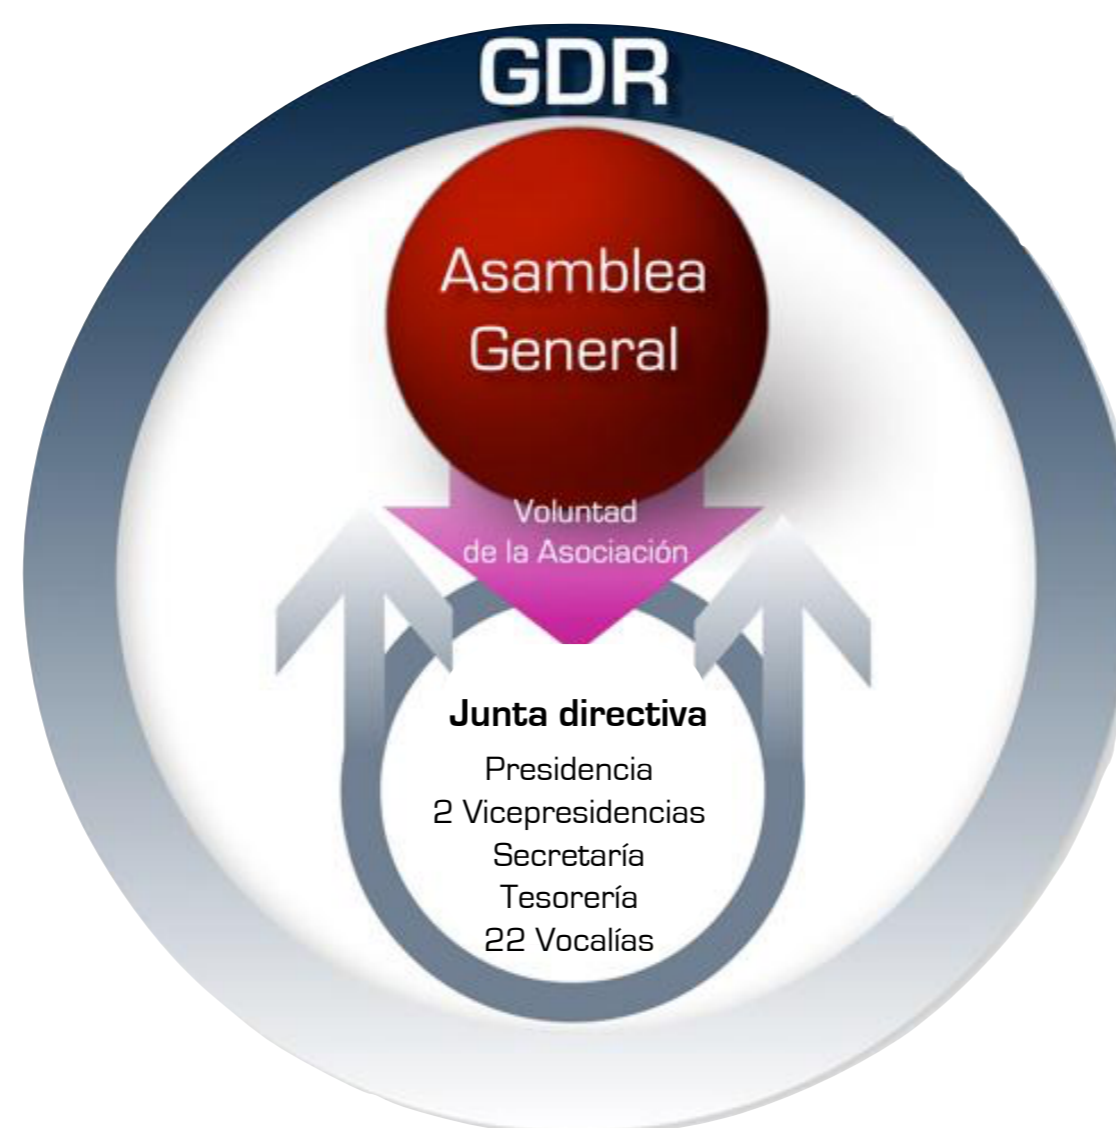 GDR
Asamblea
General
Voluntad
de la Asociación
Junta directiva
Presidencia
2 Vicepresidencias
Secretaría
Tesorería
22 Vocalías